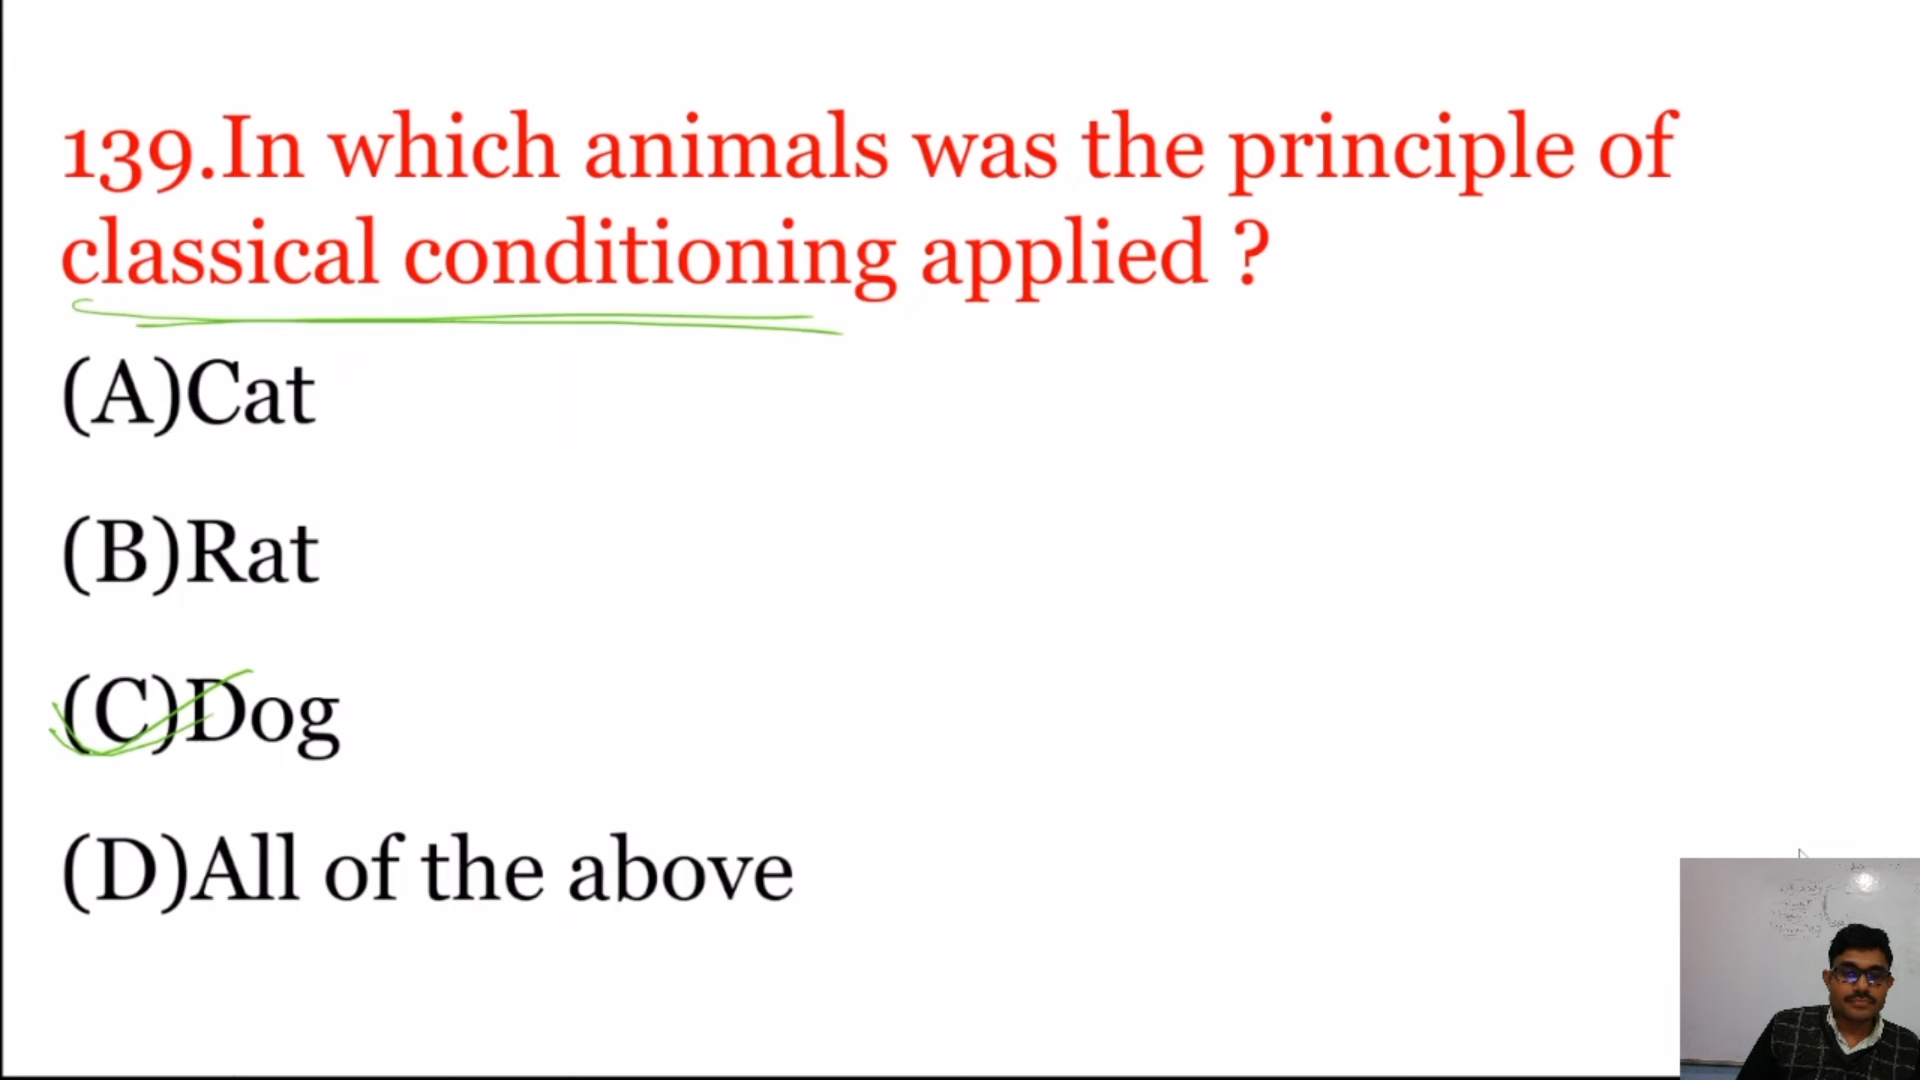 139.In which animals was the principle of
classical conditioning applied ?
(A)Cat
(B)Rat
(C)Dog
(D)All of the above